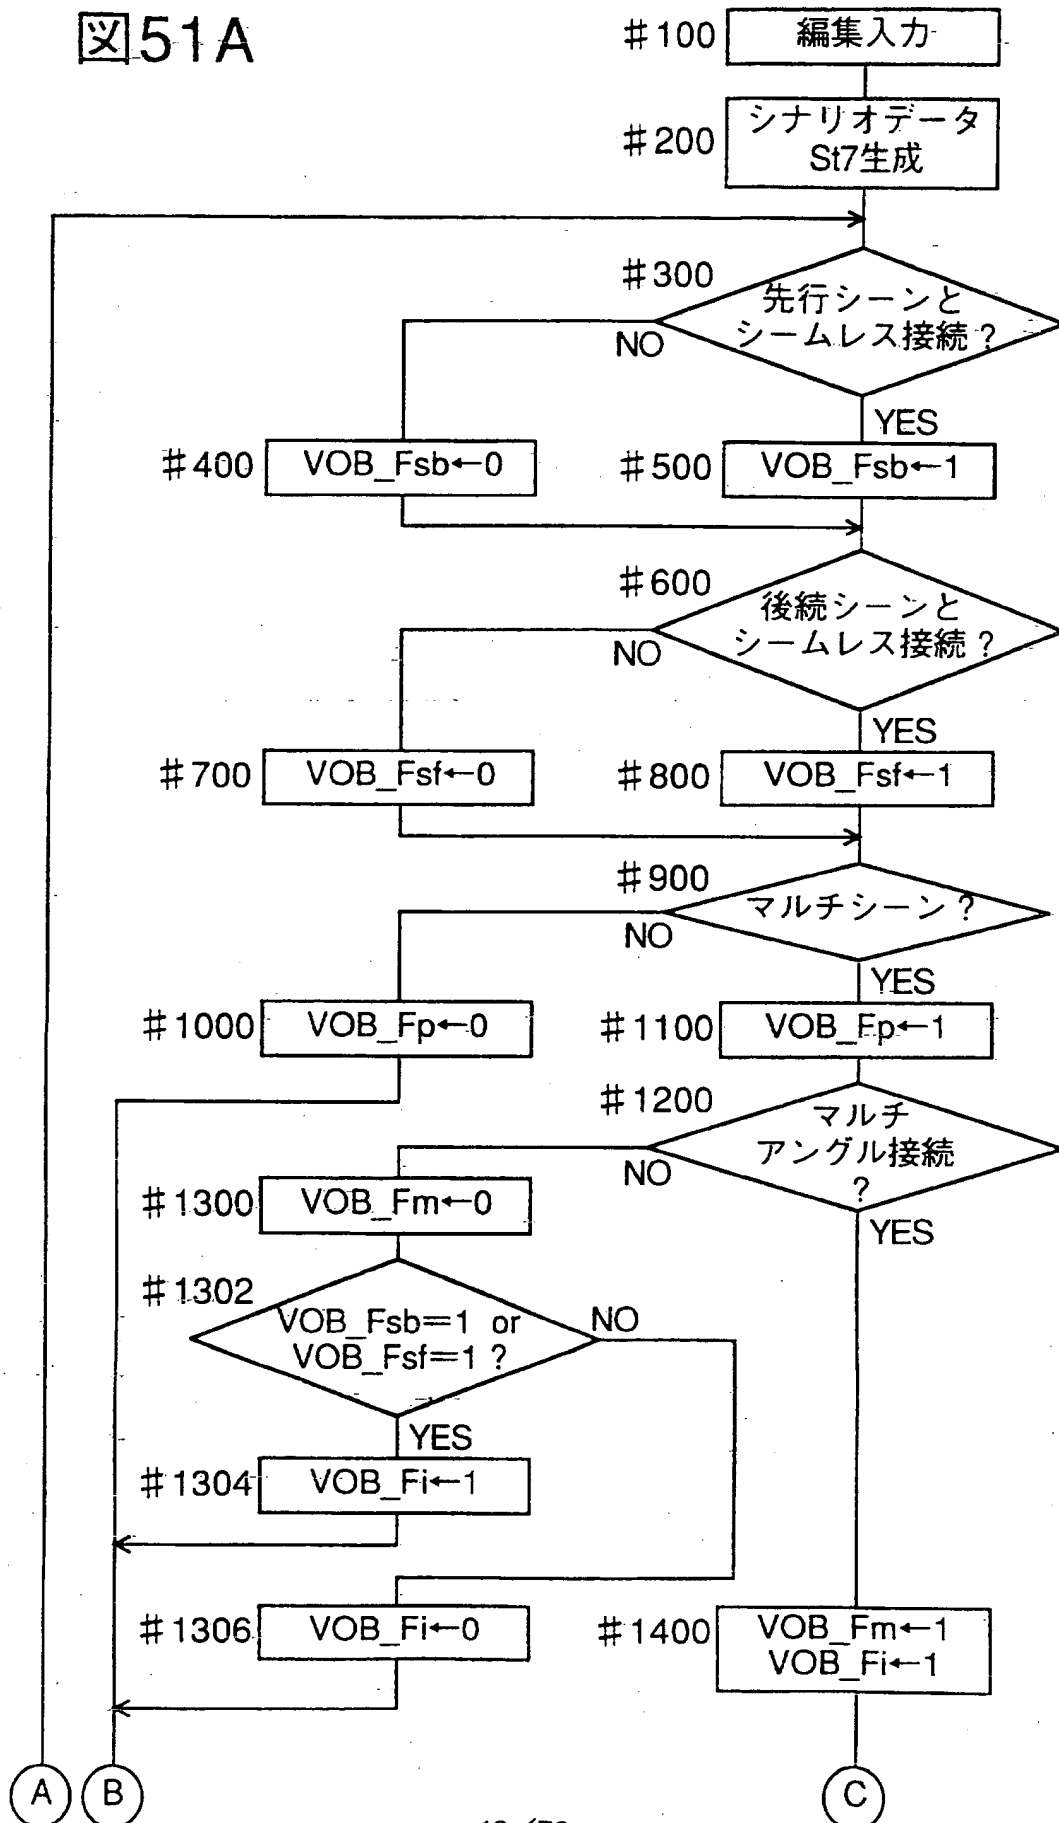 図51A
#100
編集入力
#200
シナリオデータ
St7生成
#300
先行シーンと
シームレス接続?
NO
YES
#400
VOB_Fsb←0
#500
VOB_Fsb←1
#600
後続シーンと
シームレス接続?
NO
YES
#700
VOB_Fsf←0
#800
VOB_Fsf←1
#900
マルチシーン?
NO
YES
#1000
VOB_Fp←0
#1100
VOB_Fp←1
#1200
マルチ
アングル接続
?
NO
YES
#1300
VOB_Fm←0
#1302
VOB_Fsb=1 or
VOB_Fsf=1 ?
NO
YES
#1304
VOB_Fi←1
#1306
VOB_Fi←0
#1400
VOB_Fm←1
VOB_Fi←1
A
B
C